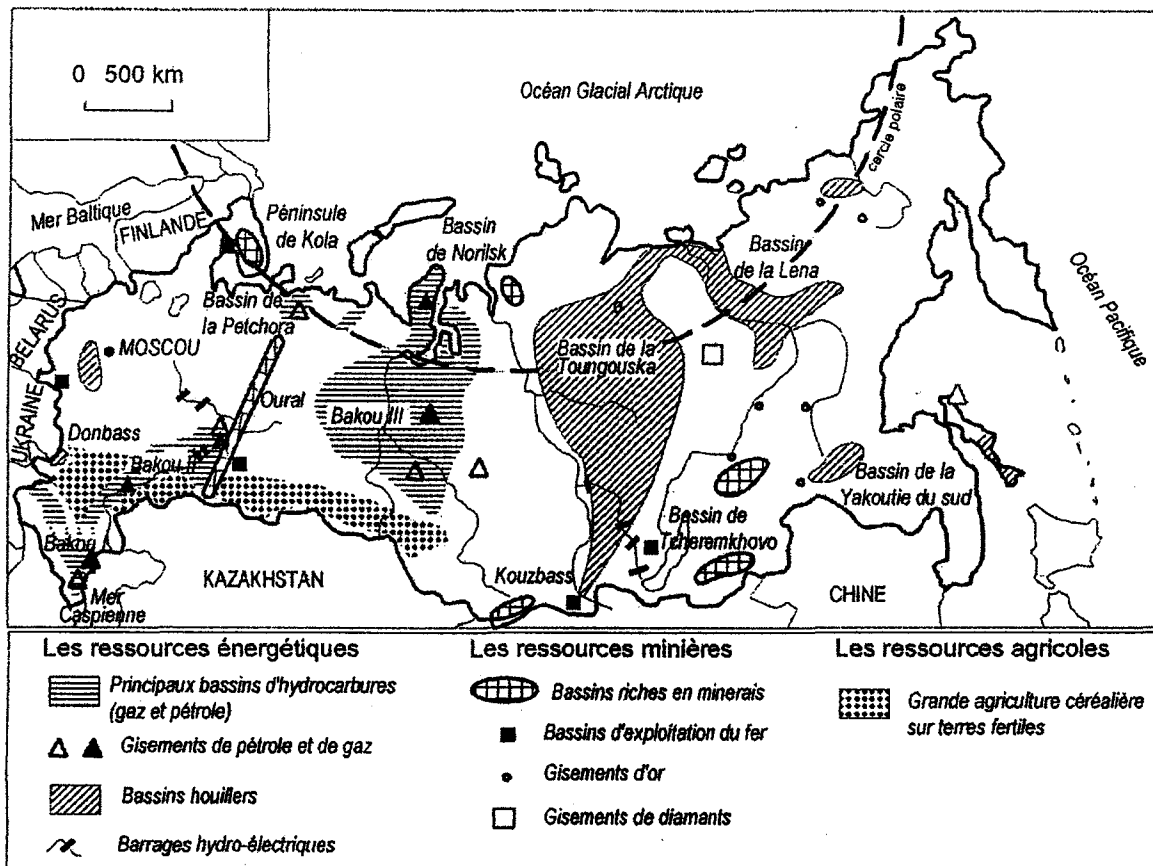 0 500 km
Océan Glacial Arctique
cercle polaire
Mer Baltique
FINLANDE
Péninsule
de Kola
Bassin
de Norilsk
Bassin
de la Lena
Océan Pacifique
BELARUS
Bassin de
la Petchora
MOSCOU
Bassin de la
Toungouska
UKRAINE
Oural
Bakou III
Donbass
Bakou II
Bassin de la
Yakoutie du sud
Bakou
Bassin de
Tcheremkhovo
KAZAKHSTAN
Kouzbass
CHINE
Mer
Caspienne
Les ressources énergétiques
Principaux bassins d'hydrocarbures
(gaz et pétrole)
Gisements de pétrole et de gaz
Bassins houillers
Barrages hydro-électriques
Les ressources minières
Bassins riches en minerais
Bassins d'exploitation du fer
Gisements d'or
Gisements de diamants
Les ressources agricoles
Grande agriculture céréalière
sur terres fertiles